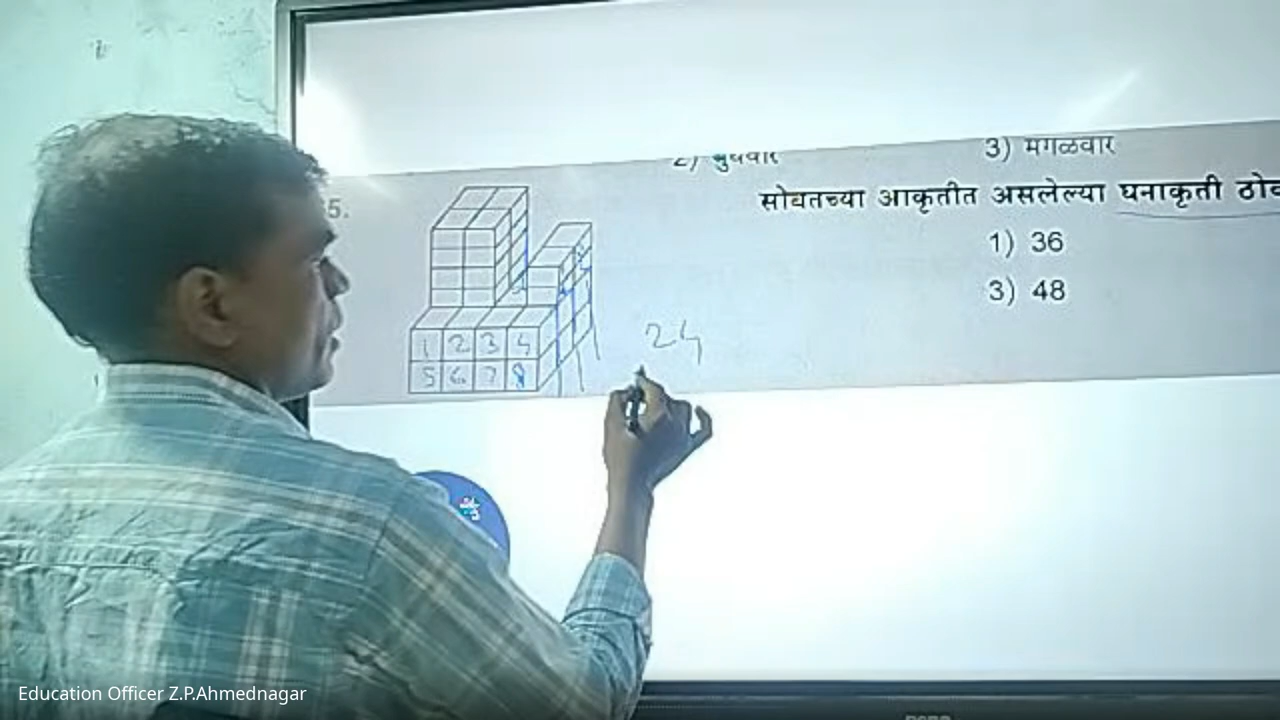 3) मगळवार
5.
सोबतच्या आकृतीत असलेल्या घनाकृती
1) 36
3) 48
1 2 3 4
5 6 7 8
24
Education Officer Z.P.Ahmednagar